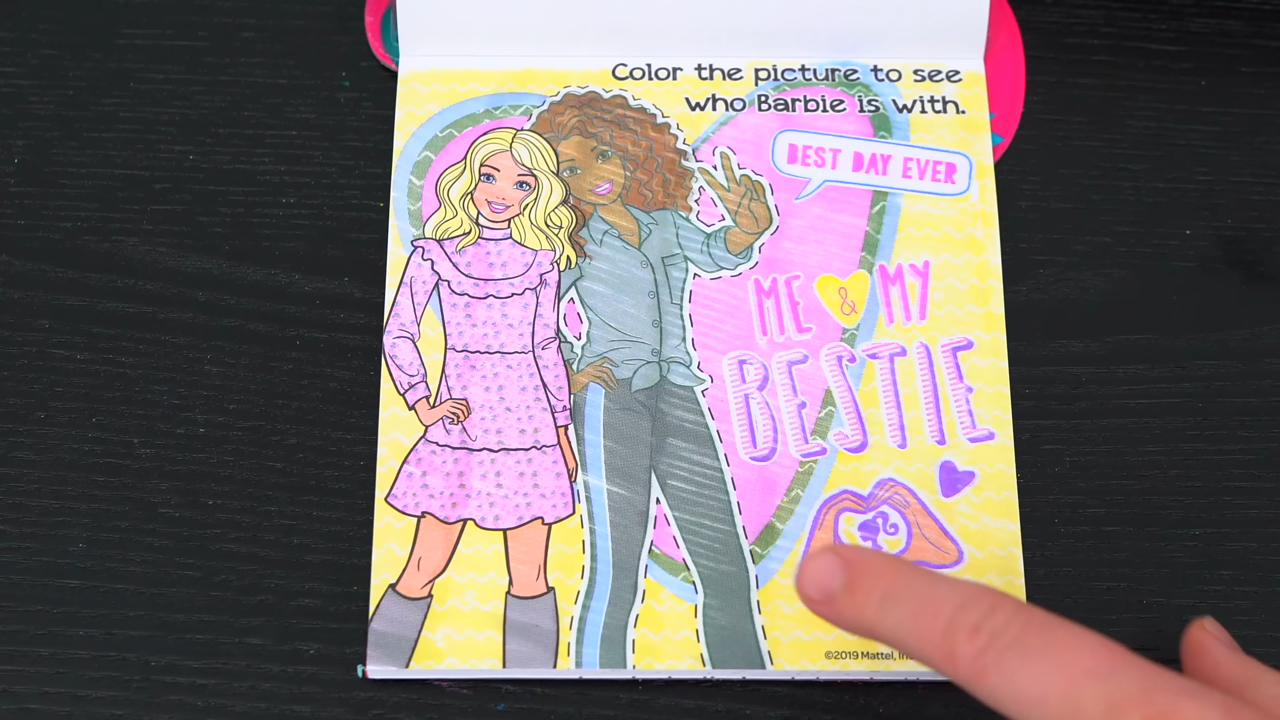 Color the picture to see
who Barbie is with.
BEST DAY EVER
ME & MY
BESTIE
©2019 Mattel,